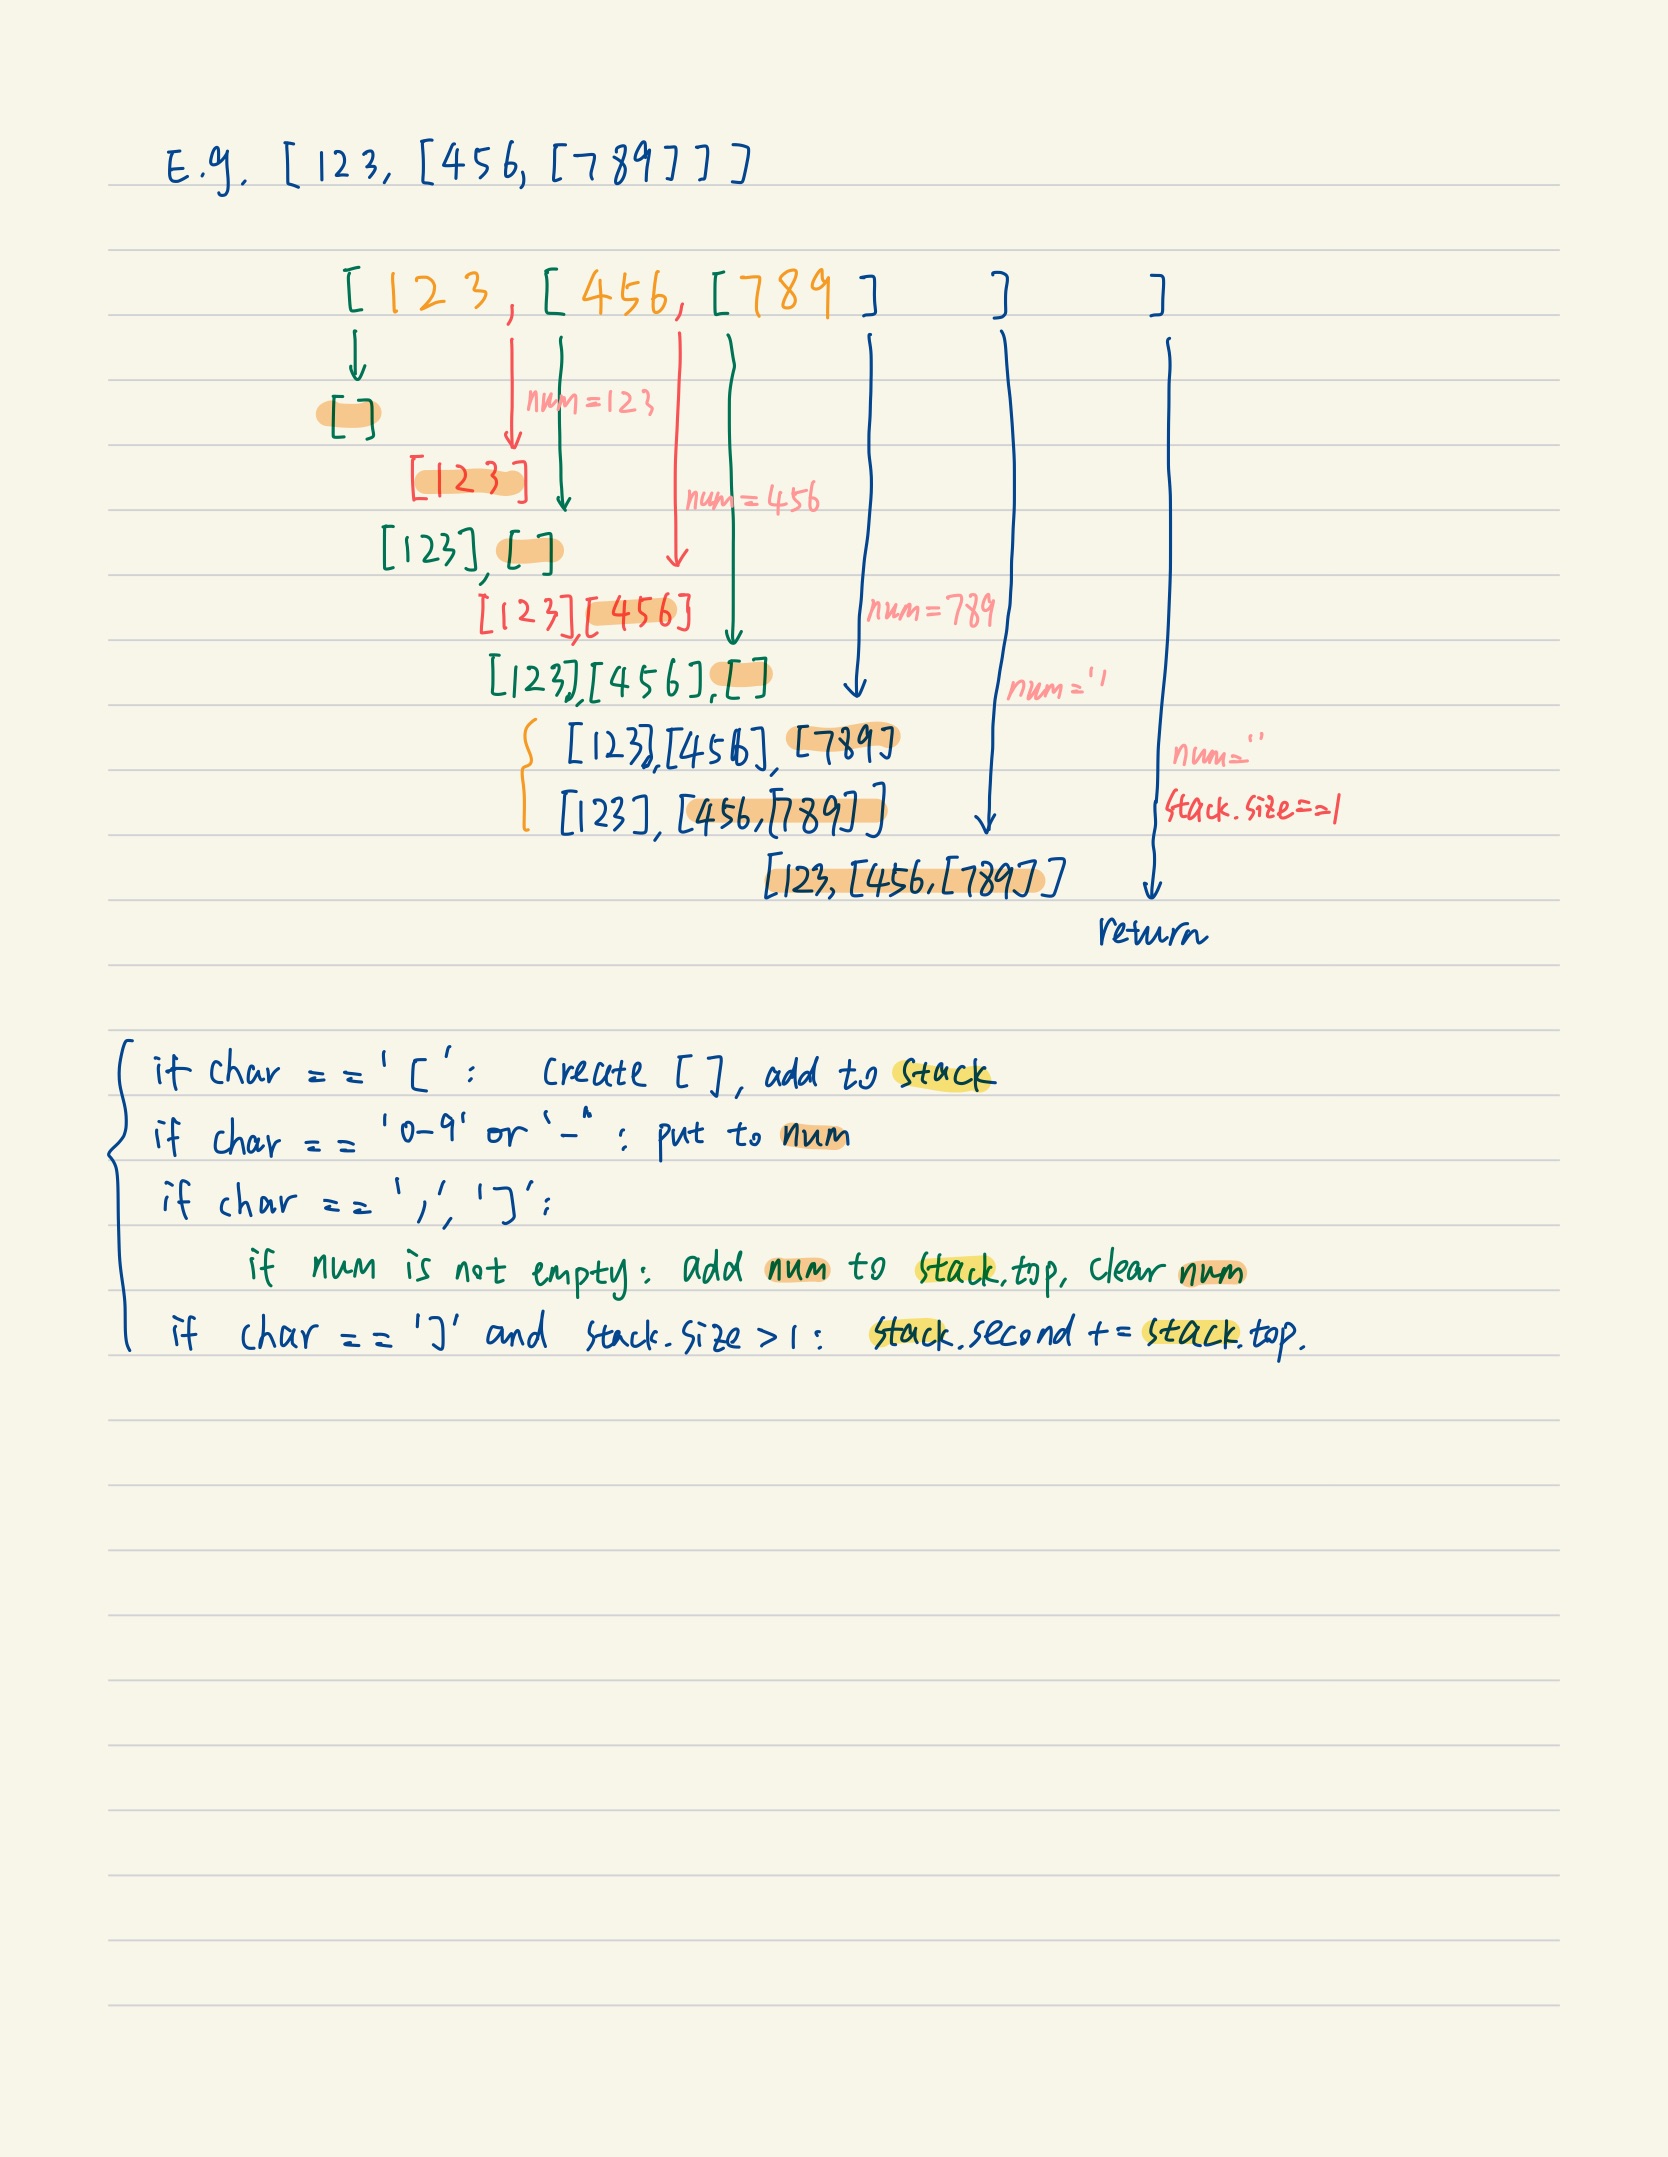 E.g. [123, [456, [789]]]
[ 123, [ 456, [789 ] ] ]
[ ] num=123
[123] num=456
[123], [ ]
[123],[456] num=789
[123],[456],[ ] num=''
[123],[456], [789] num=''
[123], [456,[789]] stack.size==1
[123, [456,[789]]]
return
if char == '[': create [], add to stack
if char == '0-9' or '-": put to num
if char == ',', ']':
if num is not empty: add num to stack.top, clear num
if char == ']' and stack.size >1: stack.second += stack.top.